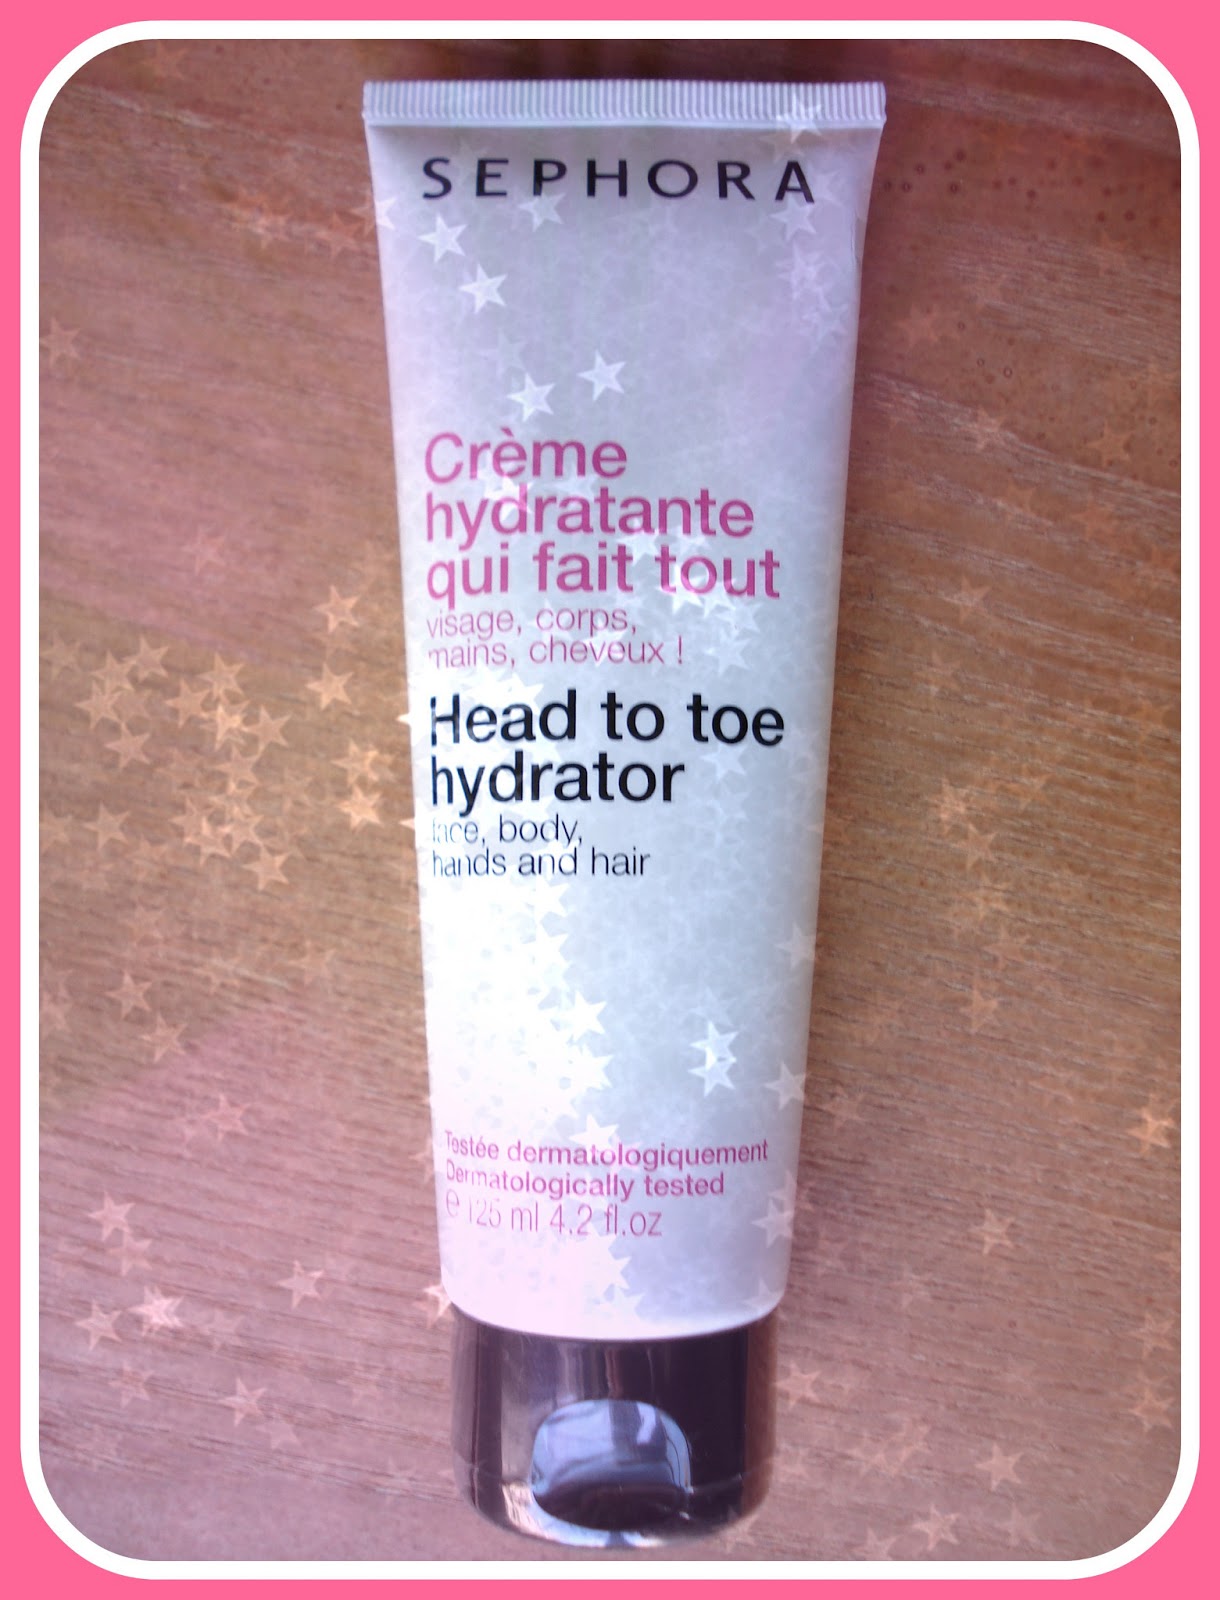 SEPHORA
Crème
hydratante
qui fait tout
visage, corps,
mains, cheveux !
Head to toe
hydrator
face, body,
hands and hair
Testée dermatologiquement
Dermatologically tested
e 125 ml 4.2 fl.oz